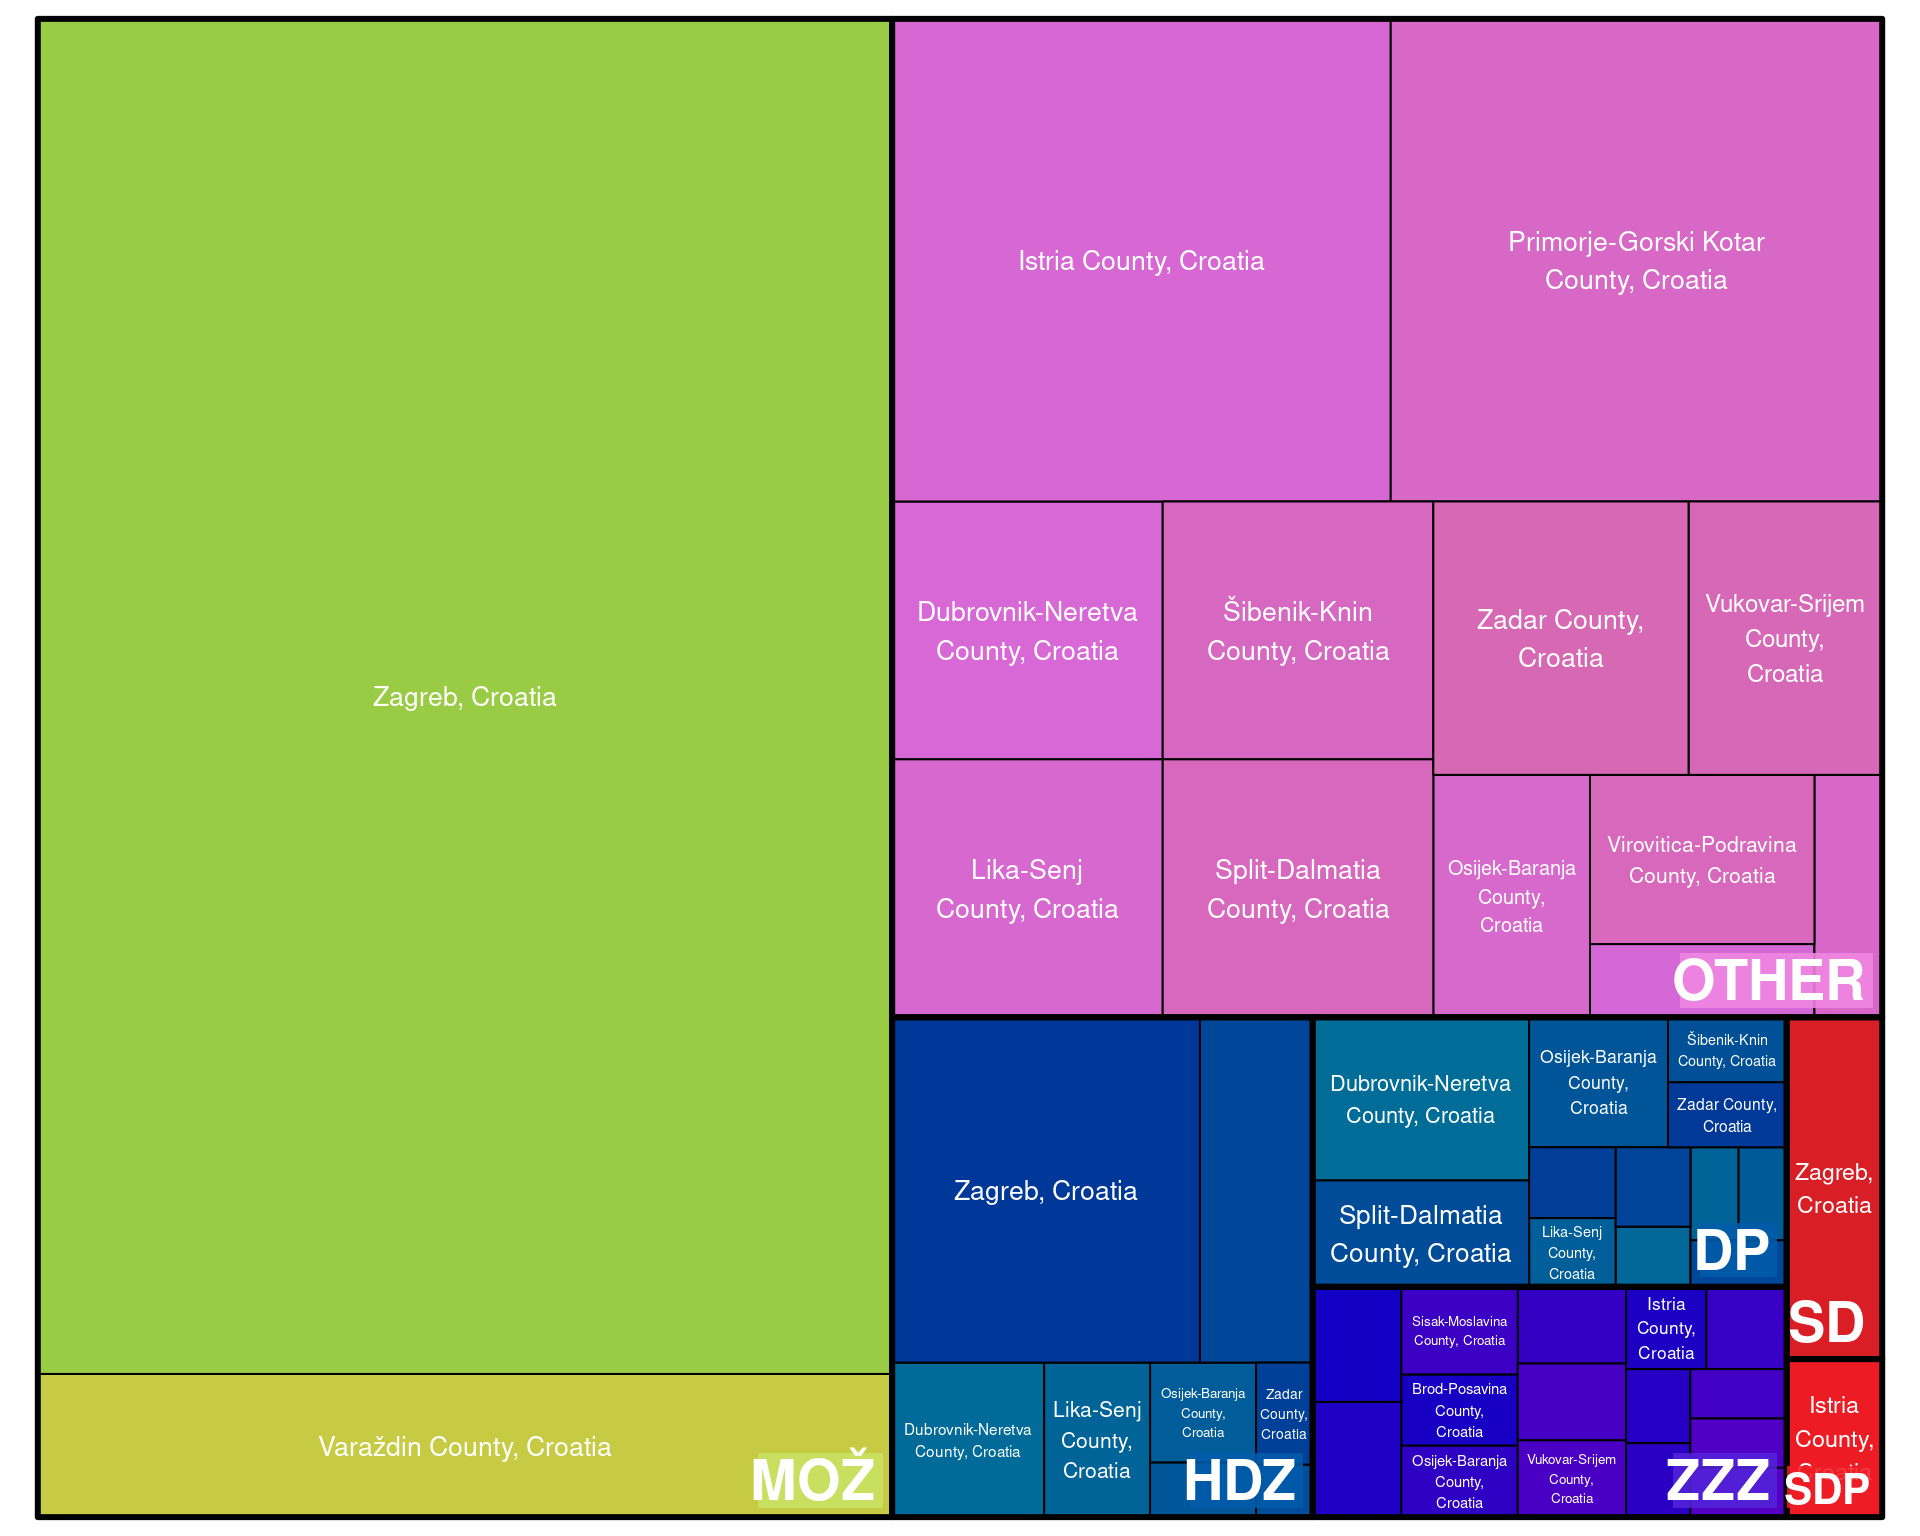 Zagreb, Croatia
Varaždin County, Croatia
MOŽ
Istria County, Croatia
Primorje-Gorski Kotar
County, Croatia
Dubrovnik-Neretva
County, Croatia
Šibenik-Knin
County, Croatia
Zadar County,
Croatia
Vukovar-Srijem
County,
Croatia
Lika-Senj
County, Croatia
Split-Dalmatia
County, Croatia
Osijek-Baranja
County,
Croatia
Virovitica-Podravina
County, Croatia
OTHER
Zagreb, Croatia
Dubrovnik-Neretva
County, Croatia
Lika-Senj
County,
Croatia
Osijek-Baranja
County,
Croatia
Zadar
County,
Croatia
HDZ
Dubrovnik-Neretva
County, Croatia
Split-Dalmatia
County, Croatia
Osijek-Baranja
County,
Croatia
Šibenik-Knin
County, Croatia
Zadar County,
Croatia
Lika-Senj
County,
Croatia
DP
Sisak-Moslavina
County, Croatia
Brod-Posavina
County,
Croatia
Osijek-Baranja
County,
Croatia
Istria
County,
Croatia
Vukovar-Srijem
County,
Croatia
ZZZ
Zagreb,
Croatia
SD
Istria
County,
Croatia
SDP